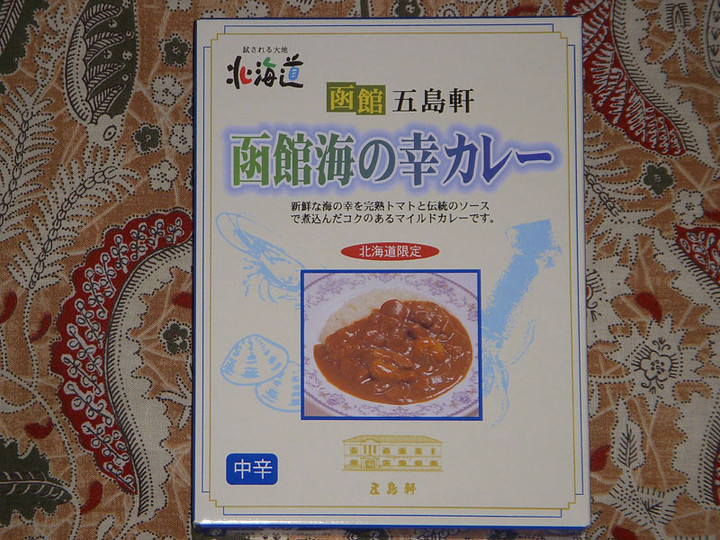 試される大地
北海道
函館 五島軒
函館海の幸カレー
新鮮な海の幸を完熟トマトと伝統のソース
で煮込んだコクのあるマイルドカレーです。
北海道限定
中辛
五島軒